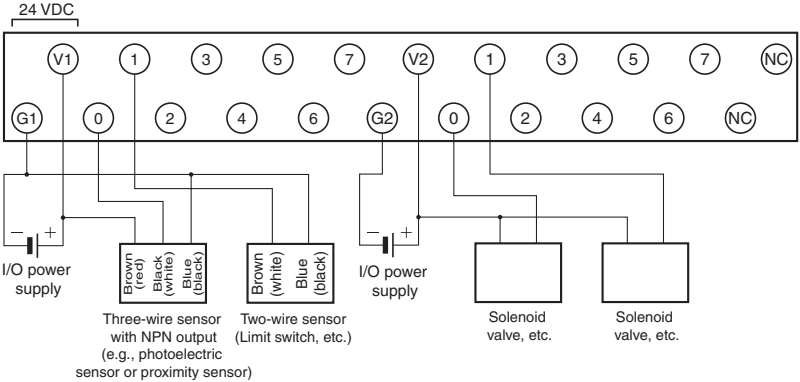 24 VDC
V1 1 3 5 7 V2 1 3 5 7 NC
G1 0 2 4 6 G2 0 2 4 6 NC
− +
I/O power
supply
Brown
(red)
Black
(white)
Blue
(black)
Three-wire sensor
with NPN output
(e.g., photoelectric
sensor or proximity sensor)
Brown
(white)
Blue
(black)
Two-wire sensor
(Limit switch, etc.)
− +
I/O power
supply
Solenoid
valve, etc.
Solenoid
valve, etc.